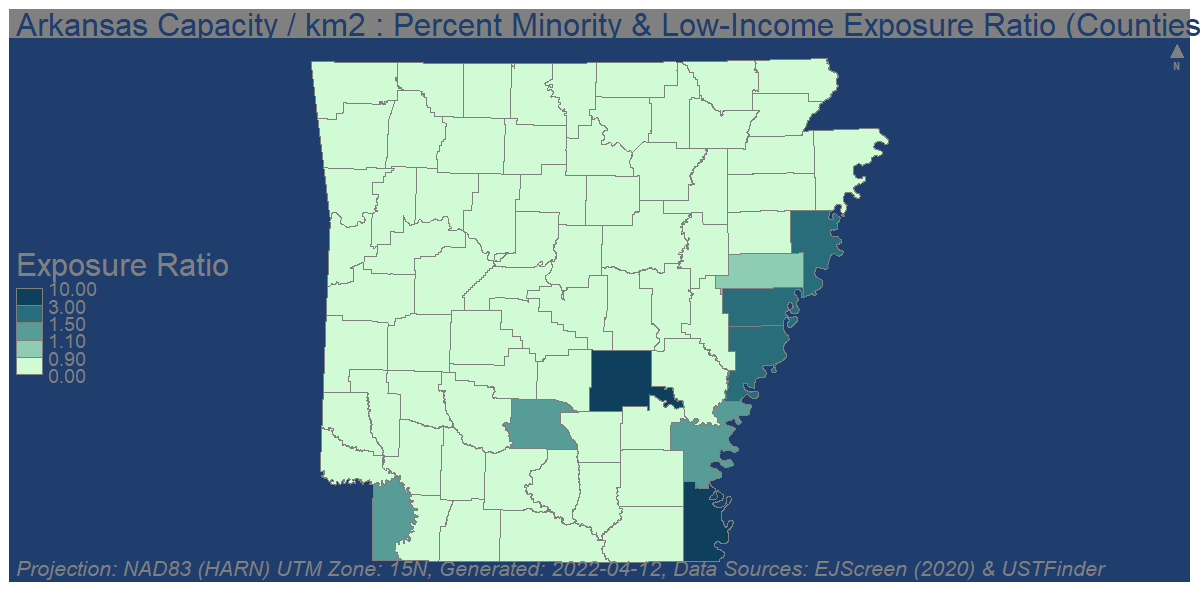 Arkansas Capacity / km2 : Percent Minority & Low-Income Exposure Ratio (Counties
N
Exposure Ratio
10.00
3.00
1.50
1.10
0.90
0.00
Projection: NAD83 (HARN) UTM Zone: 15N, Generated: 2022-04-12, Data Sources: EJScreen (2020) & USTFinder